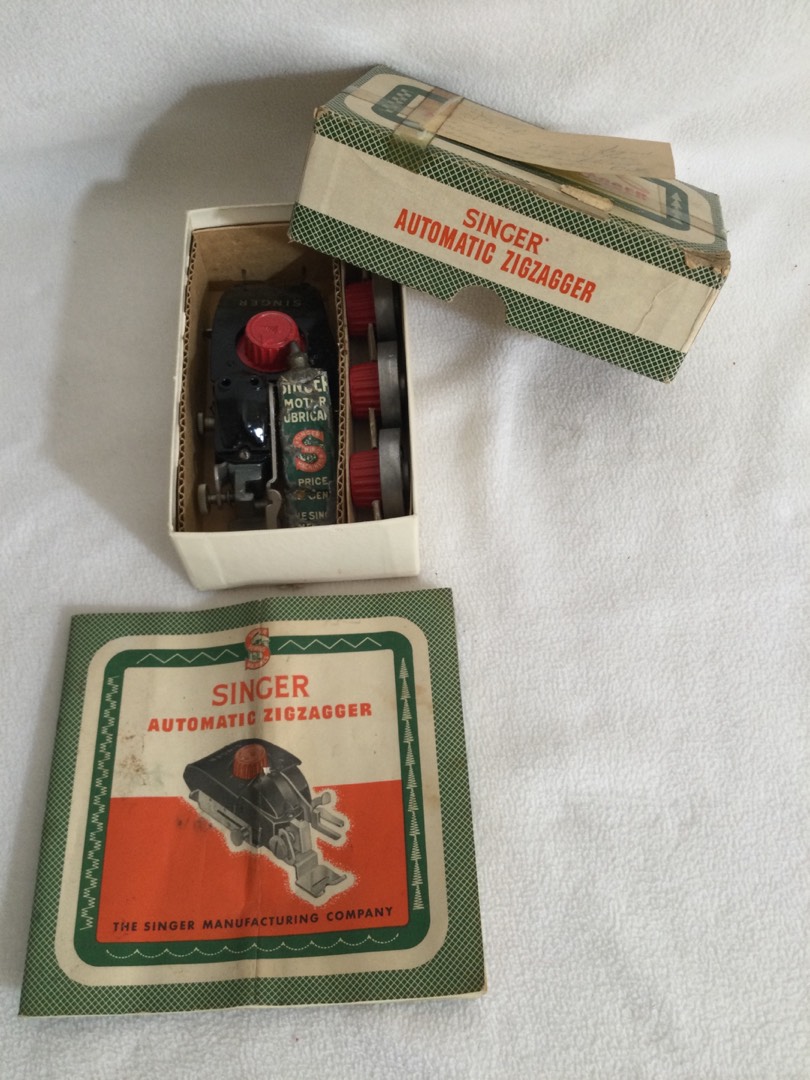 SINGER
AUTOMATIC ZIGZAGGER
SINGER
SINGER
MOTOR
S
PRICE
S
SINGER
AUTOMATIC ZIGZAGGER
THE SINGER MANUFACTURING COMPANY